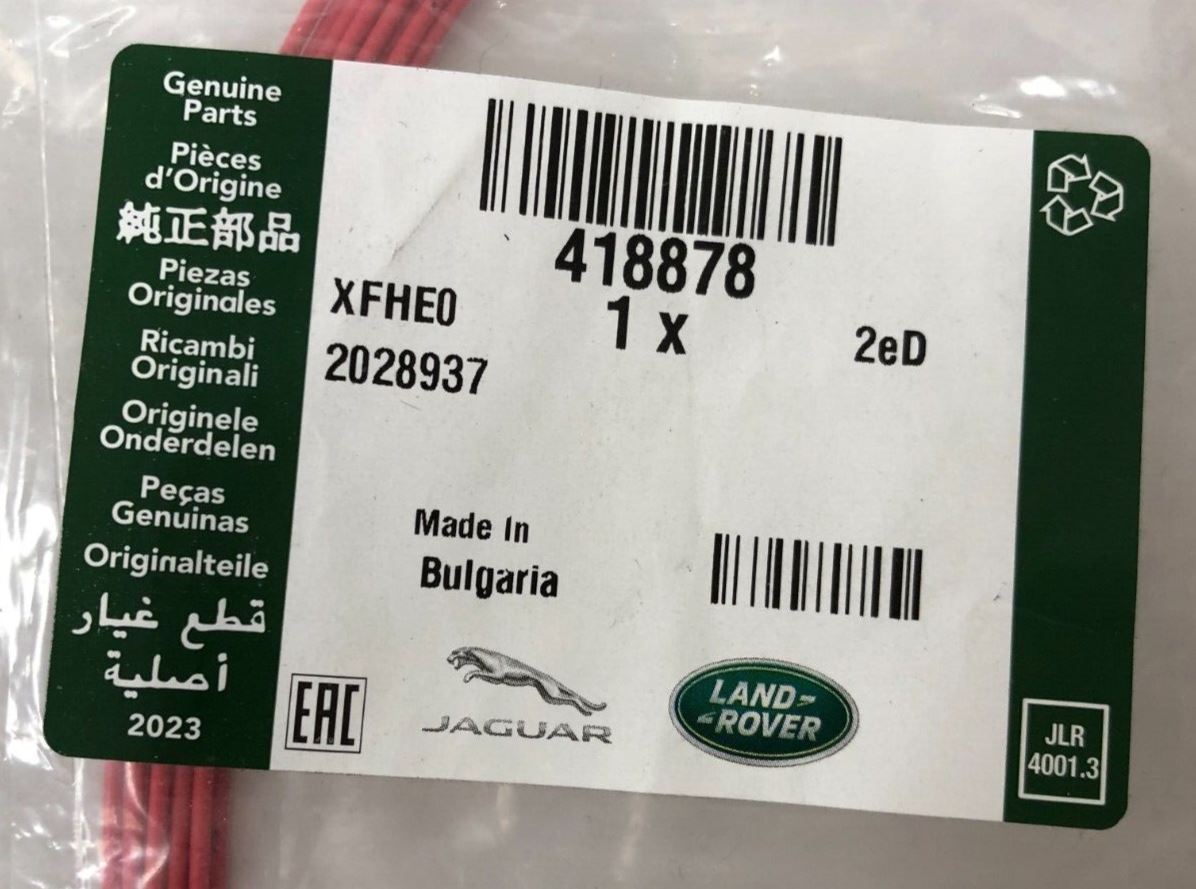 Genuine
Parts
Pièces
d'Origine
純正部品
Piezas
Originales
Ricambi
Originali
Originele
Onderdelen
Peças
Genuinas
Originalteile
قطع غيار
أصلية
2023
418878
XFHE0
1 x
2eD
2028937
Made In
Bulgaria
EAC
JAGUAR
LAND-
-ROVER
JLR
4001.3